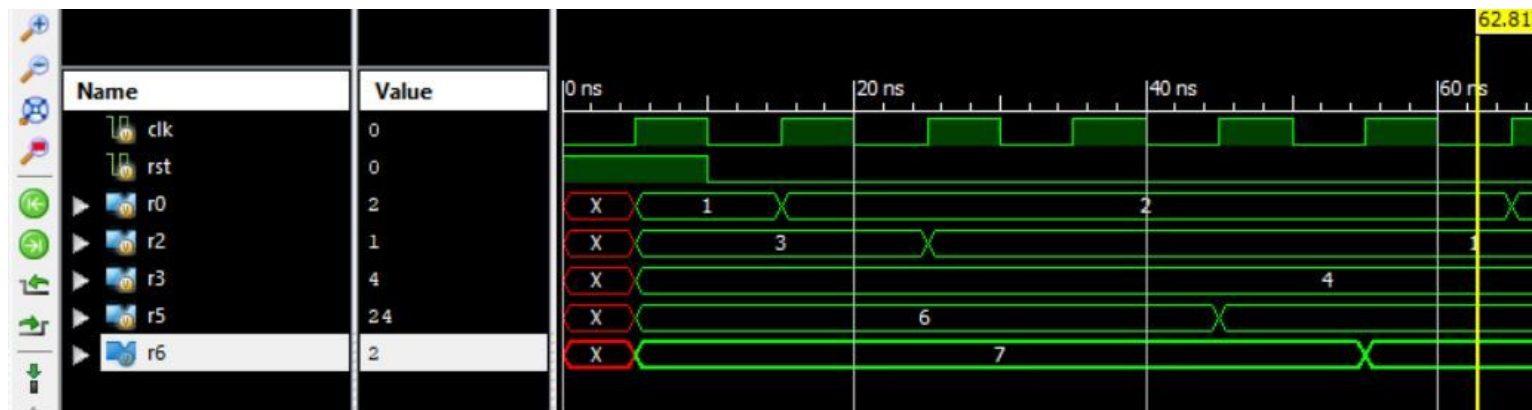 62.81
Name Value 0 ns 20 ns 40 ns 60 ns
clk 0
rst 0
r0 2 X 1 2
r2 1 X 3 1
r3 4 X 4
r5 24 X 6
r6 2 X 7